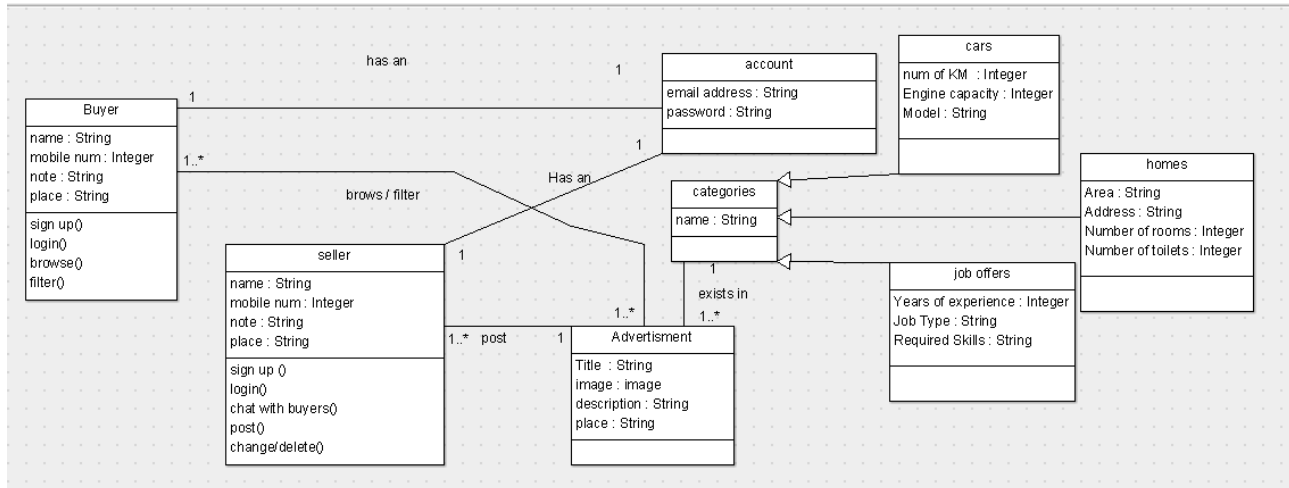 has an
1
1
Buyer
name : String
mobile num : Integer
note : String
place : String
sign up()
login()
browse()
filter()
1..*
brows / filter
account
email address : String
password : String
1
Has an
1
cars
num of KM : Integer
Engine capacity : Integer
Model : String
categories
name : String
homes
Area : String
Address : String
Number of rooms : Integer
Number of toilets : Integer
job offers
Years of experience : Integer
Job Type : String
Required Skills : String
1
exists in
1..*
seller
name : String
mobile num : Integer
note : String
place : String
sign up ()
login()
chat with buyers()
post()
change/delete()
1..* post 1
1..*
Advertisment
Title : String
image : image
description : String
place : String